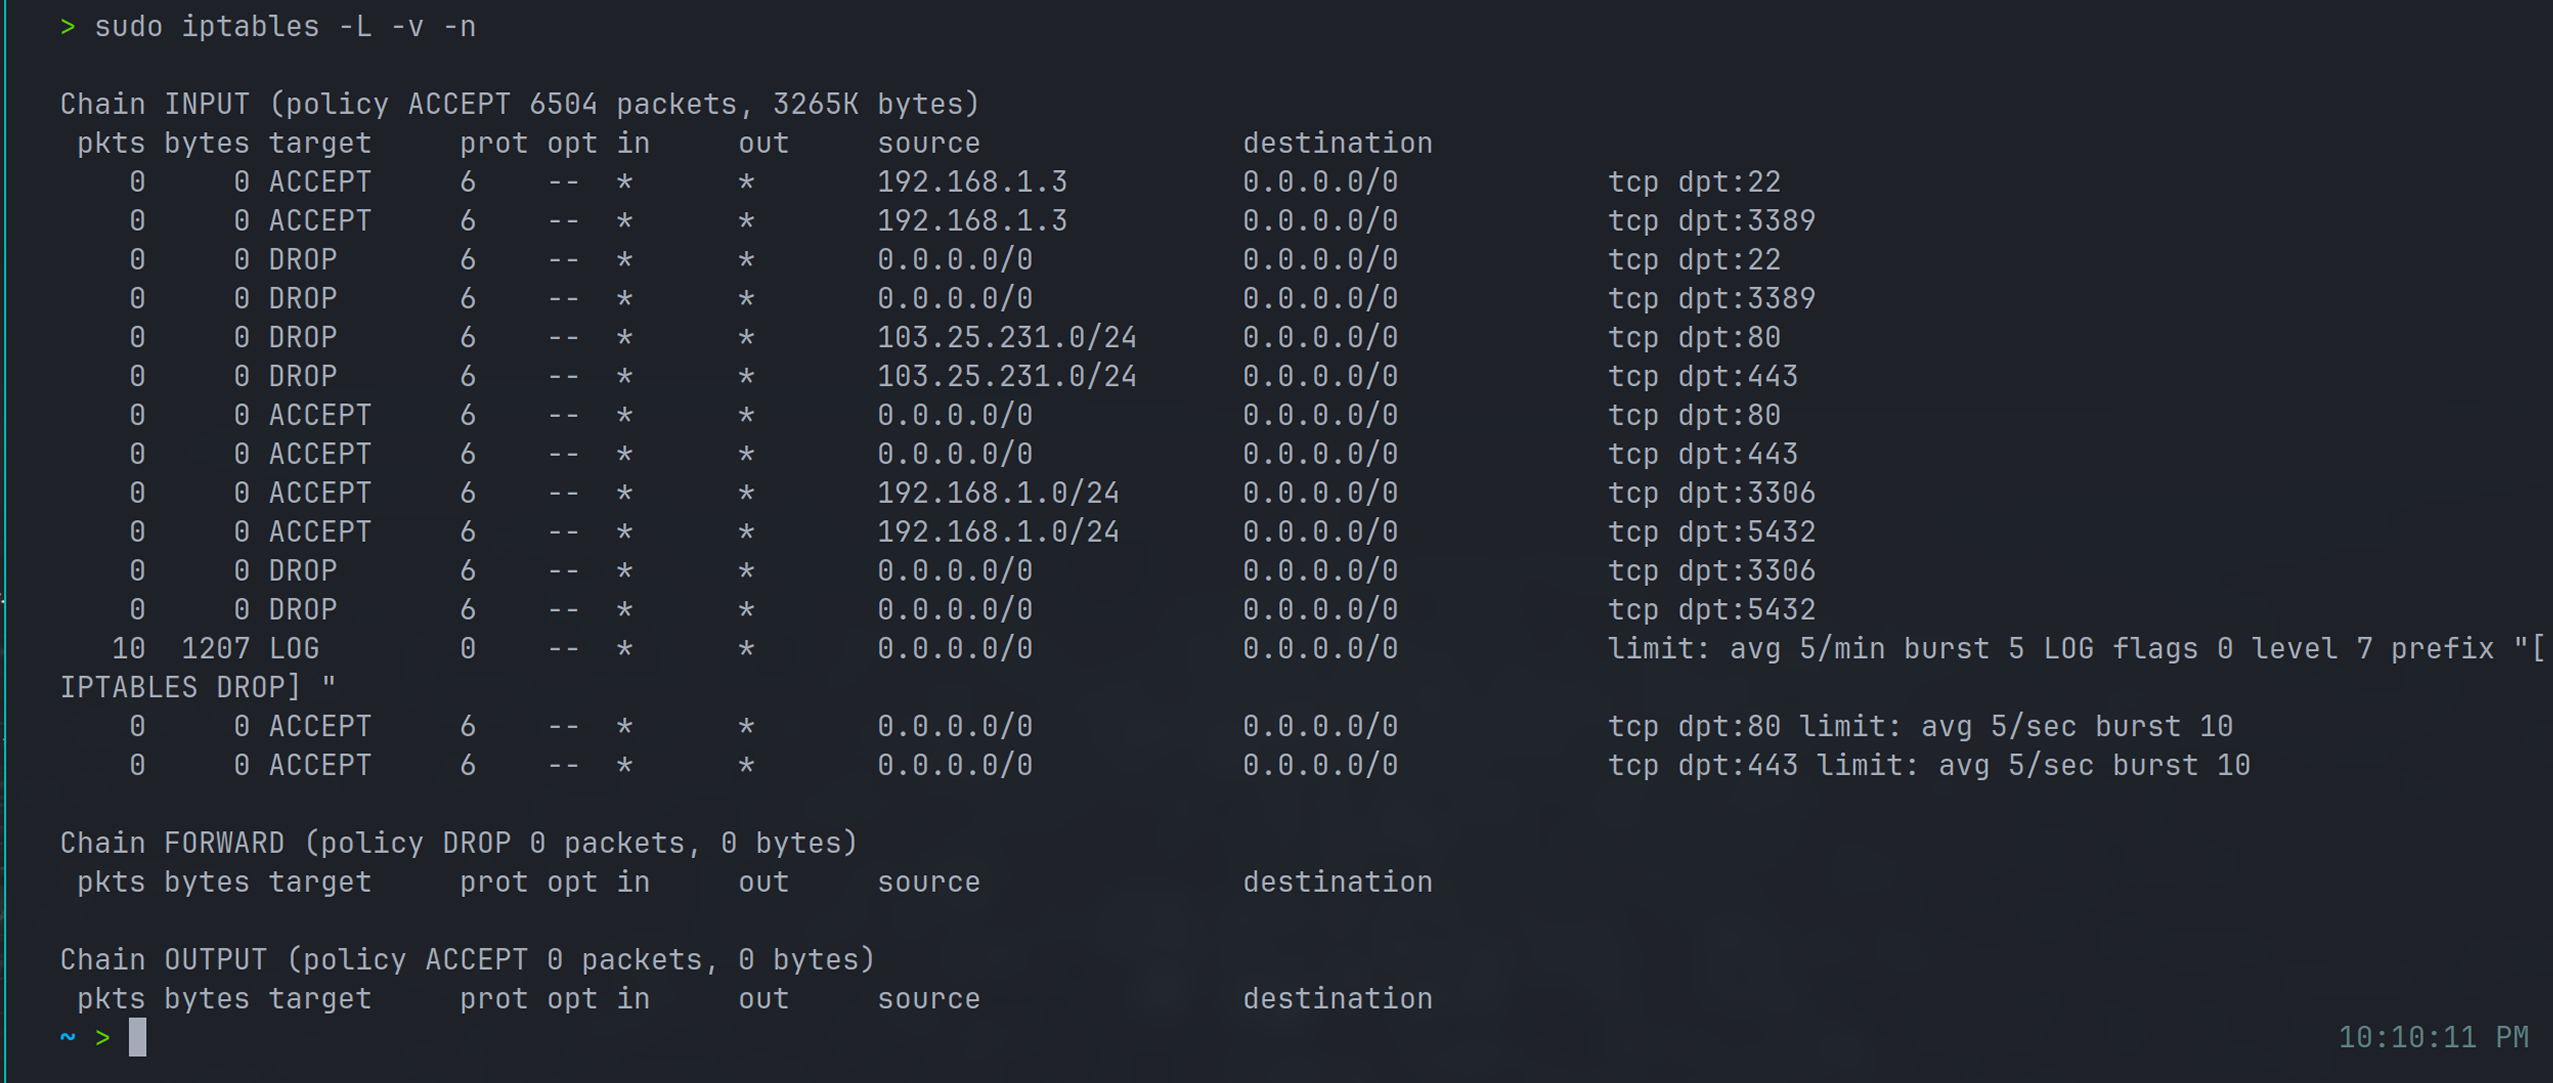 > sudo iptables -L -v -n
Chain INPUT (policy ACCEPT 6504 packets, 3265K bytes)
 pkts bytes target     prot opt in     out     source               destination
    0     0 ACCEPT     6    --  *      *       192.168.1.3          0.0.0.0/0            tcp dpt:22
    0     0 ACCEPT     6    --  *      *       192.168.1.3          0.0.0.0/0            tcp dpt:3389
    0     0 DROP       6    --  *      *       0.0.0.0/0            0.0.0.0/0            tcp dpt:22
    0     0 DROP       6    --  *      *       0.0.0.0/0            0.0.0.0/0            tcp dpt:3389
    0     0 DROP       6    --  *      *       103.25.231.0/24      0.0.0.0/0            tcp dpt:80
    0     0 DROP       6    --  *      *       103.25.231.0/24      0.0.0.0/0            tcp dpt:443
    0     0 ACCEPT     6    --  *      *       0.0.0.0/0            0.0.0.0/0            tcp dpt:80
    0     0 ACCEPT     6    --  *      *       0.0.0.0/0            0.0.0.0/0            tcp dpt:443
    0     0 ACCEPT     6    --  *      *       192.168.1.0/24       0.0.0.0/0            tcp dpt:3306
    0     0 ACCEPT     6    --  *      *       192.168.1.0/24       0.0.0.0/0            tcp dpt:5432
    0     0 DROP       6    --  *      *       0.0.0.0/0            0.0.0.0/0            tcp dpt:3306
    0     0 DROP       6    --  *      *       0.0.0.0/0            0.0.0.0/0            tcp dpt:5432
   10  1207 LOG        0    --  *      *       0.0.0.0/0            0.0.0.0/0            limit: avg 5/min burst 5 LOG flags 0 level 7 prefix "[
IPTABLES DROP] "
    0     0 ACCEPT     6    --  *      *       0.0.0.0/0            0.0.0.0/0            tcp dpt:80 limit: avg 5/sec burst 10
    0     0 ACCEPT     6    --  *      *       0.0.0.0/0            0.0.0.0/0            tcp dpt:443 limit: avg 5/sec burst 10
Chain FORWARD (policy DROP 0 packets, 0 bytes)
 pkts bytes target     prot opt in     out     source               destination
Chain OUTPUT (policy ACCEPT 0 packets, 0 bytes)
 pkts bytes target     prot opt in     out     source               destination
~ > 10:10:11 PM